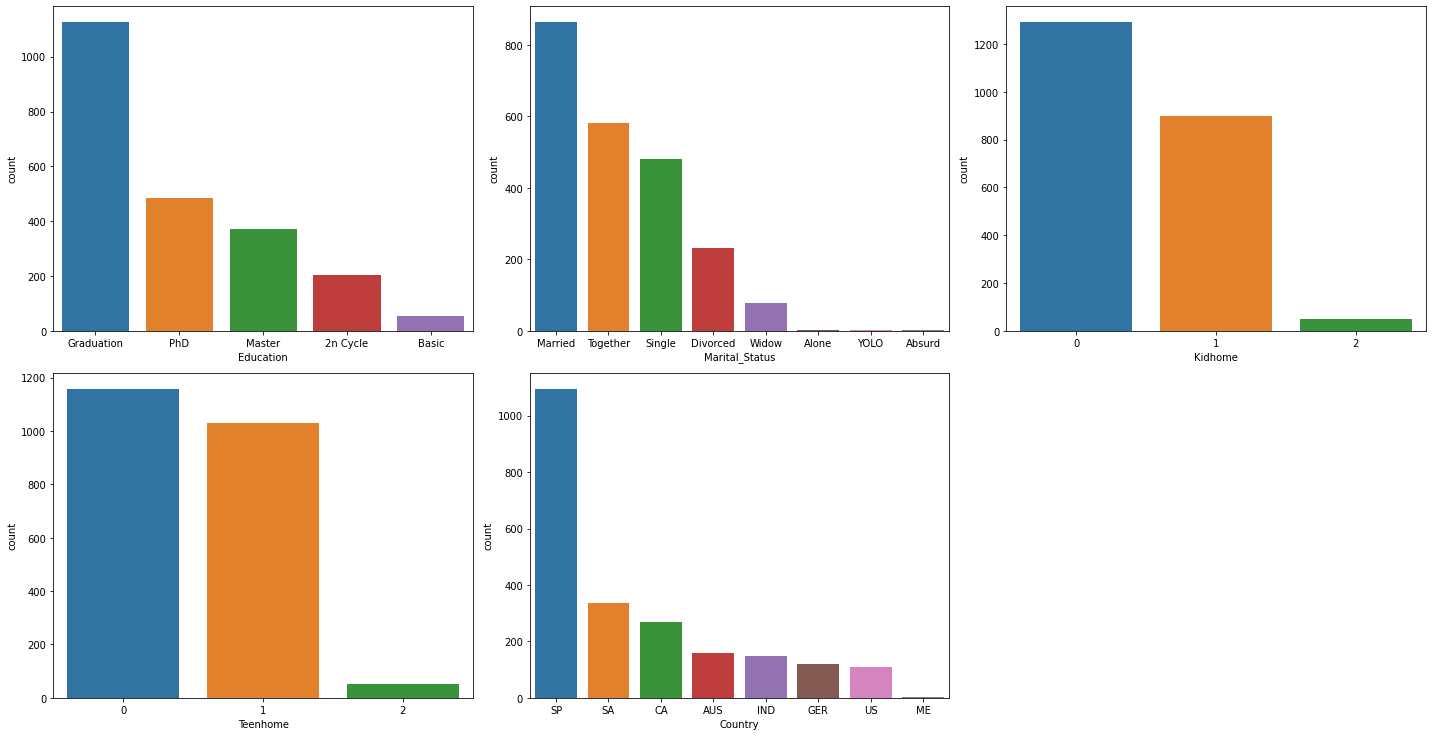 1000
800
600
400
200
0
count
Graduation PhD Master 2n Cycle Basic
Education
800
600
400
200
0
count
Married Together Single Divorced Widow Alone YOLO Absurd
Marital_Status
1200
1000
800
600
400
200
0
count
0 1 2
Kidhome
1200
1000
800
600
400
200
0
count
0 1 2
Teenhome
1000
800
600
400
200
0
count
SP SA CA AUS IND GER US ME
Country